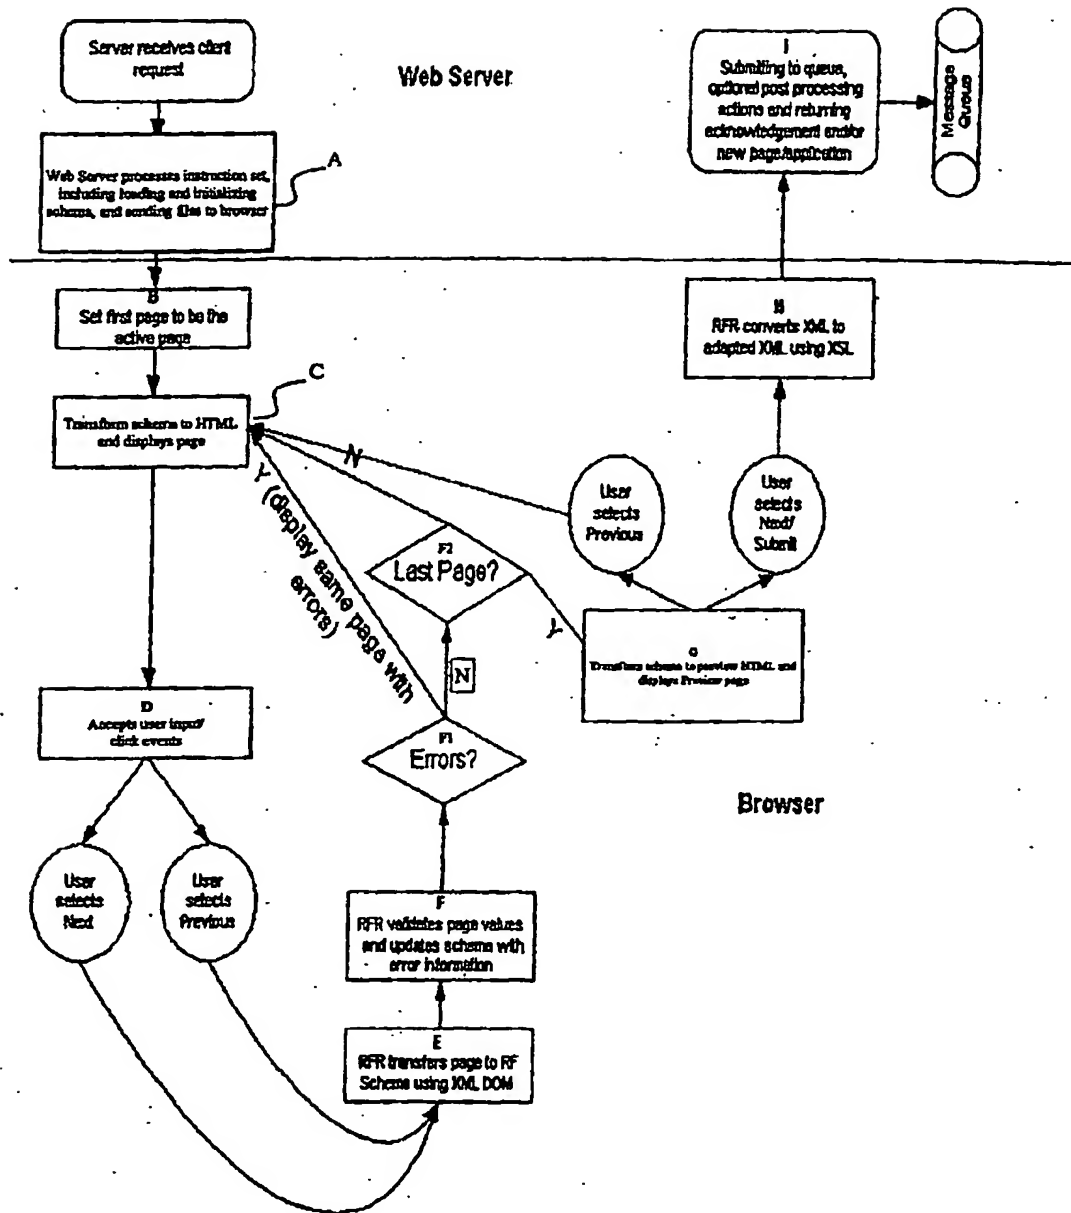 Server receives client
request
Web Server
I
Submitting to queue,
optional post processing
actions and returning
acknowledgement and/or
new page/application
Message
Queue
A
Web Server processes instruction set,
including loading and initializing
schema, and sending files to browser
B
Set first page to be the
active page
H
RFR converts XML to
adapted XML using XSL
C
Transform schema to HTML
and displays page
N
User
selects
Previous
User
selects
Next/
Submit
Y (display same page with
errors)
F2
Last Page?
Y
G
Transform schema to preview HTML and
displays Preview page
N
D
Accepts user input/
click events
F1
Errors?
Browser
User
selects
Next
User
selects
Previous
F
RFR validates page values
and updates schema with
error information
E
RFR transfers page to RF
Schema using XML DOM